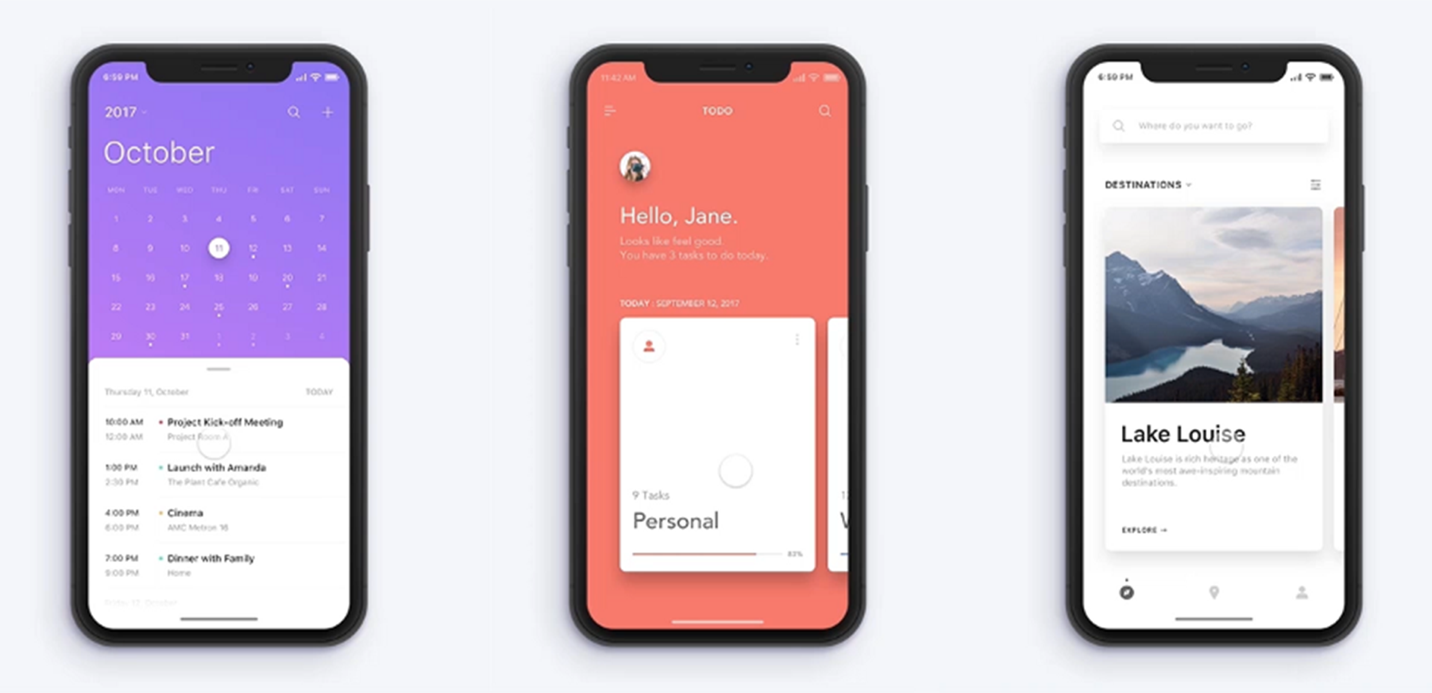 6:59 PM
2017
October
MON TUE WED THU FRI SAT SUN
1 2 3 4 5 6 7
8 9 10 11 12 13 14
15 16 17 18 19 20 21
22 23 24 25 26 27 28
29 30 31 1 2 3 4
Thursday 11, October TODAY
10:00 AM Project Kick-off Meeting
12:00 AM Project Room A
1:00 PM Launch with Amanda
2:30 PM The Plant Cafe Organic
4:00 PM Cinema
6:00 PM AMC Metron 16
7:00 PM Dinner with Family
9:00 PM Home
Friday 12, October
11:42 AM
TODO
Hello, Jane.
Looks like feel good.
You have 3 tasks to do today.
TODAY : SEPTEMBER 12, 2017
9 Tasks
Personal
83%
1
W
6:59 PM
Where do you want to go?
DESTINATIONS
Lake Louise
Lake Louise is rich heritage as one of the
world's most awe-inspiring mountain
destinations.
EXPLORE →